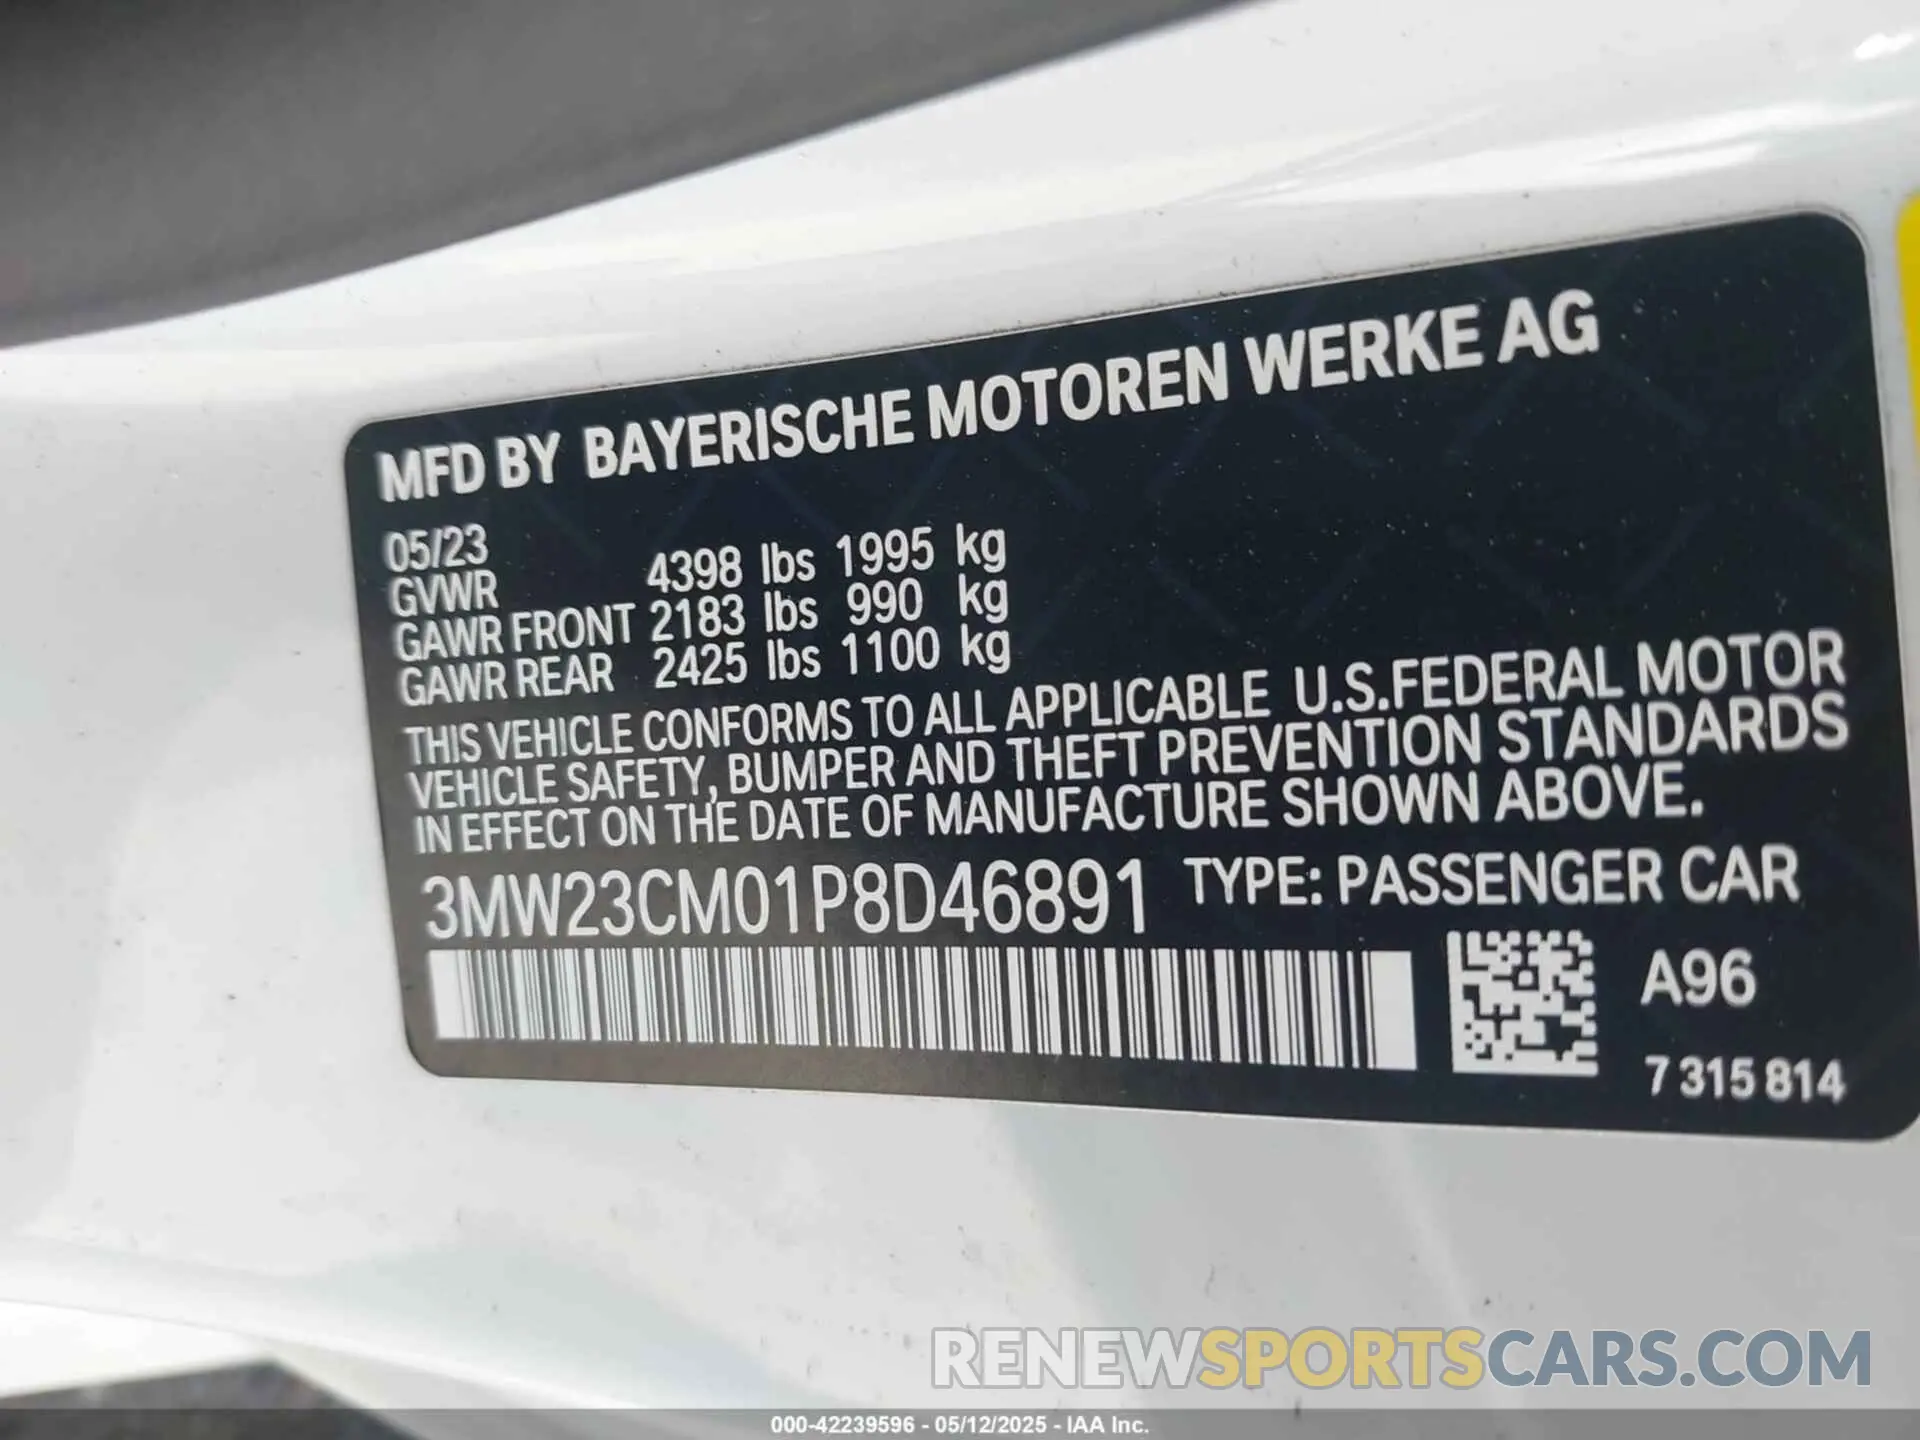 MFD BY BAYERISCHE MOTOREN WERKE AG
05/23
GVWR 4398 lbs 1995 kg
GAWR FRONT 2183 lbs 990 kg
GAWR REAR 2425 lbs 1100 kg
THIS VEHICLE CONFORMS TO ALL APPLICABLE U.S.FEDERAL MOTOR
VEHICLE SAFETY, BUMPER AND THEFT PREVENTION STANDARDS
IN EFFECT ON THE DATE OF MANUFACTURE SHOWN ABOVE.
3MW23CM01P8D46891 TYPE: PASSENGER CAR
A96
7 315 814
RENEWSPORTSCARS.COM
000-42239596 - 05/12/2025 - IAA Inc.